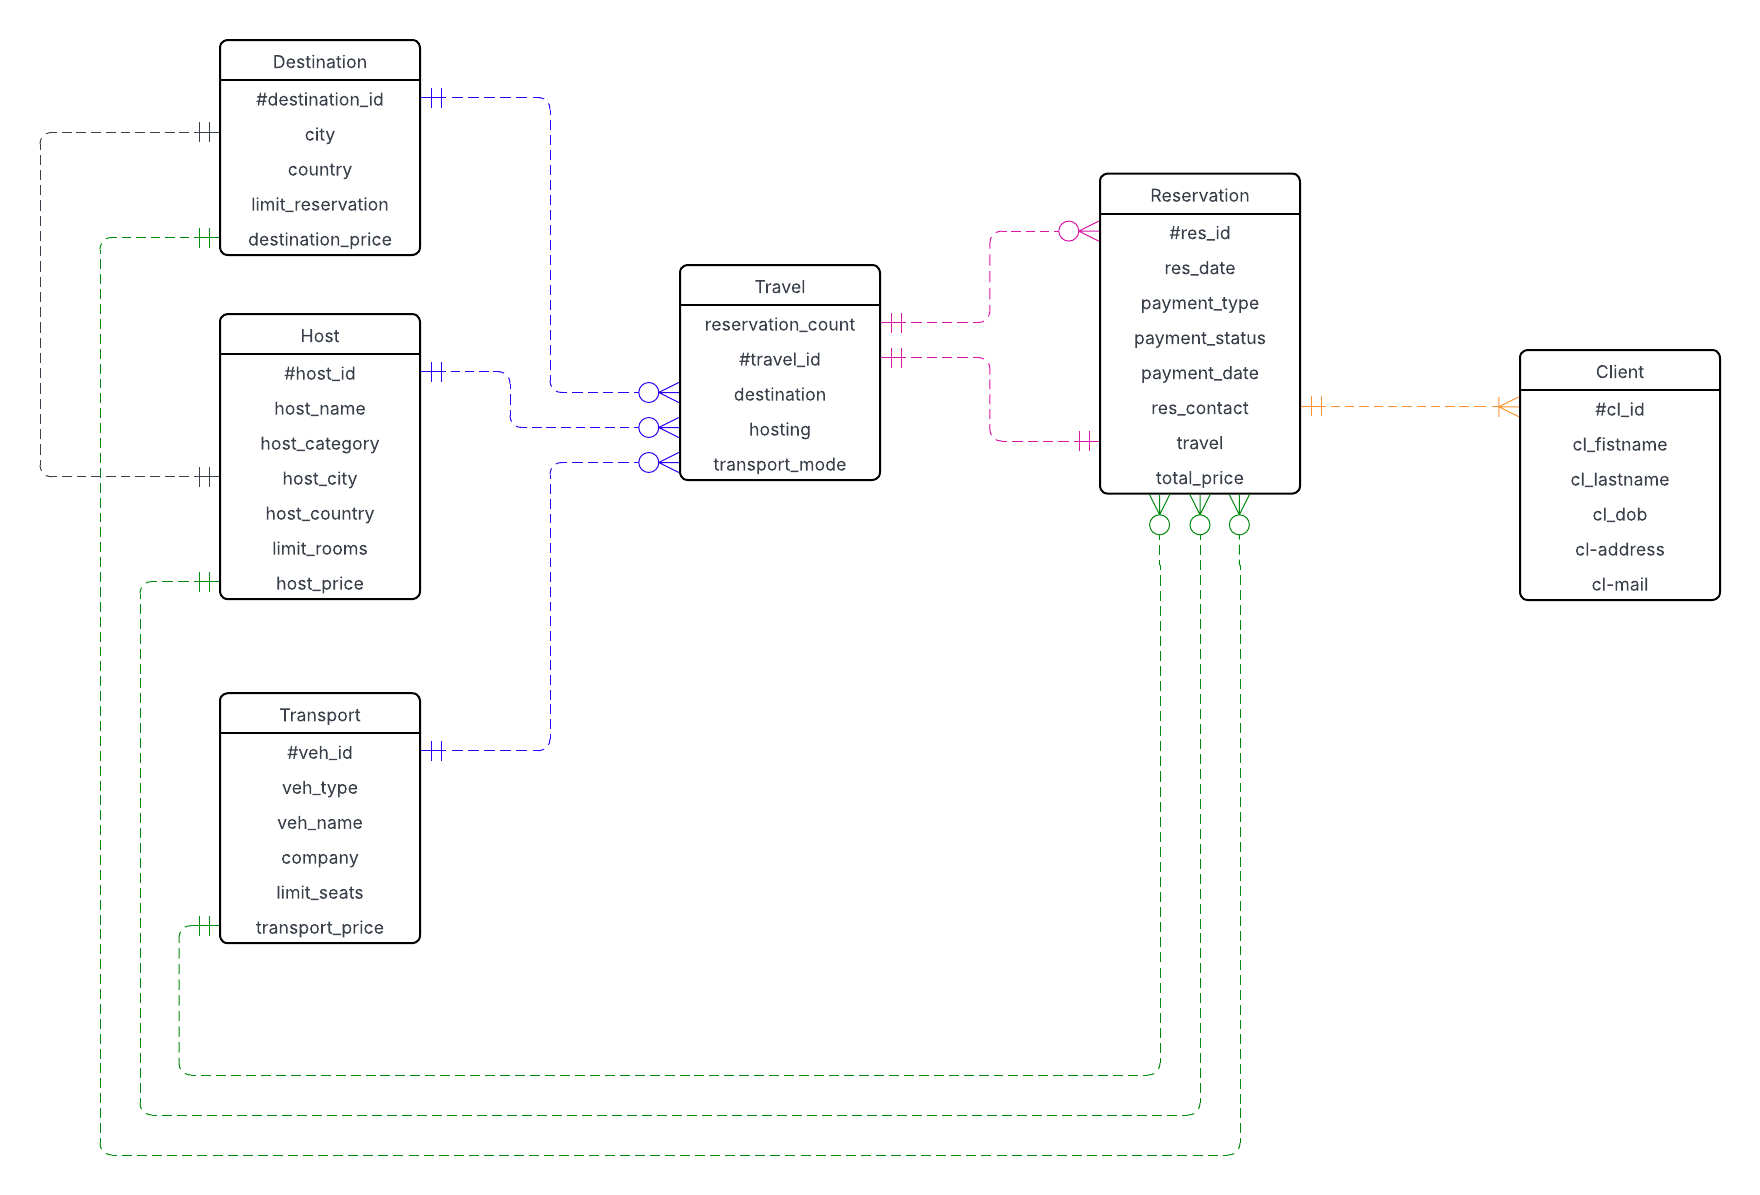 Destination
#destination_id
city
country
limit_reservation
destination_price
Host
#host_id
host_name
host_category
host_city
host_country
limit_rooms
host_price
Transport
#veh_id
veh_type
veh_name
company
limit_seats
transport_price
Travel
reservation_count
#travel_id
destination
hosting
transport_mode
Reservation
#res_id
res_date
payment_type
payment_status
payment_date
res_contact
travel
total_price
Client
#cl_id
cl_fistname
cl_lastname
cl_dob
cl-address
cl-mail